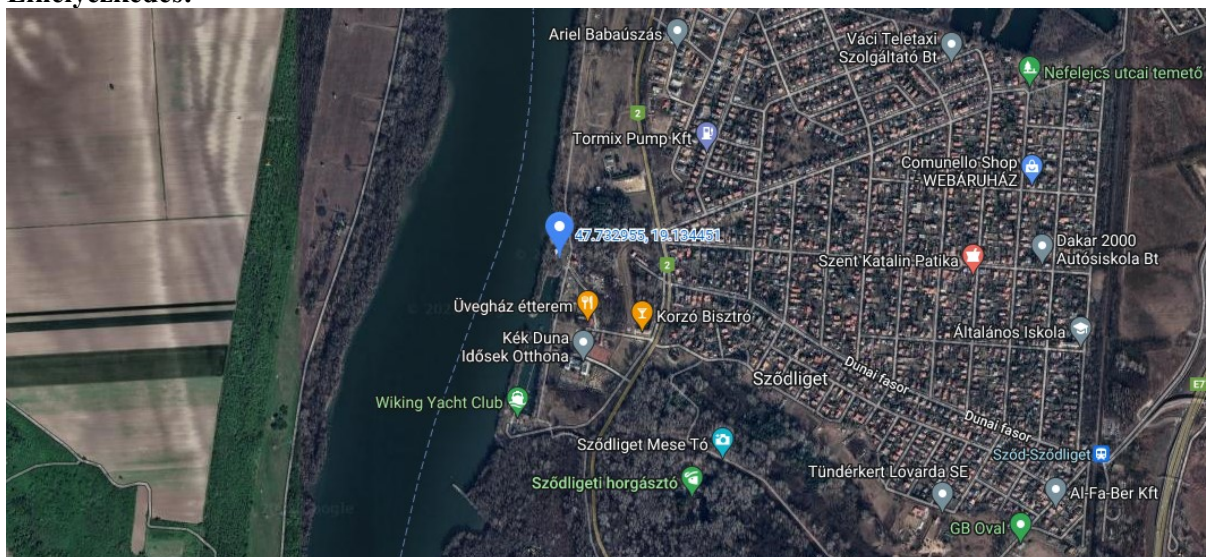 Elhelyezkedés:
Ariel Babaúszás
Váci Teletaxi
Szolgáltató Bt
Nefelejcs utcai temető
2
Tormix Pump Kft
Comunello Shop
- WEBÁRUHÁZ
47.732955, 19.134451
Dakar 2000
Autósiskola Bt
Szent Katalin Patika
2
Üvegház étterem
Korzó Bisztró
Kék Duna
Idősek Otthona
Általános Iskola
Dunai fasor
Sződliget
E7
Wiking Yacht Club
Dunai fasor
Sződliget Mese Tó
Sződ-Sződliget
Tündérkert Lovarda SE
Sződligeti horgásztó
Al-Fa-Ber Kft
GB Oval